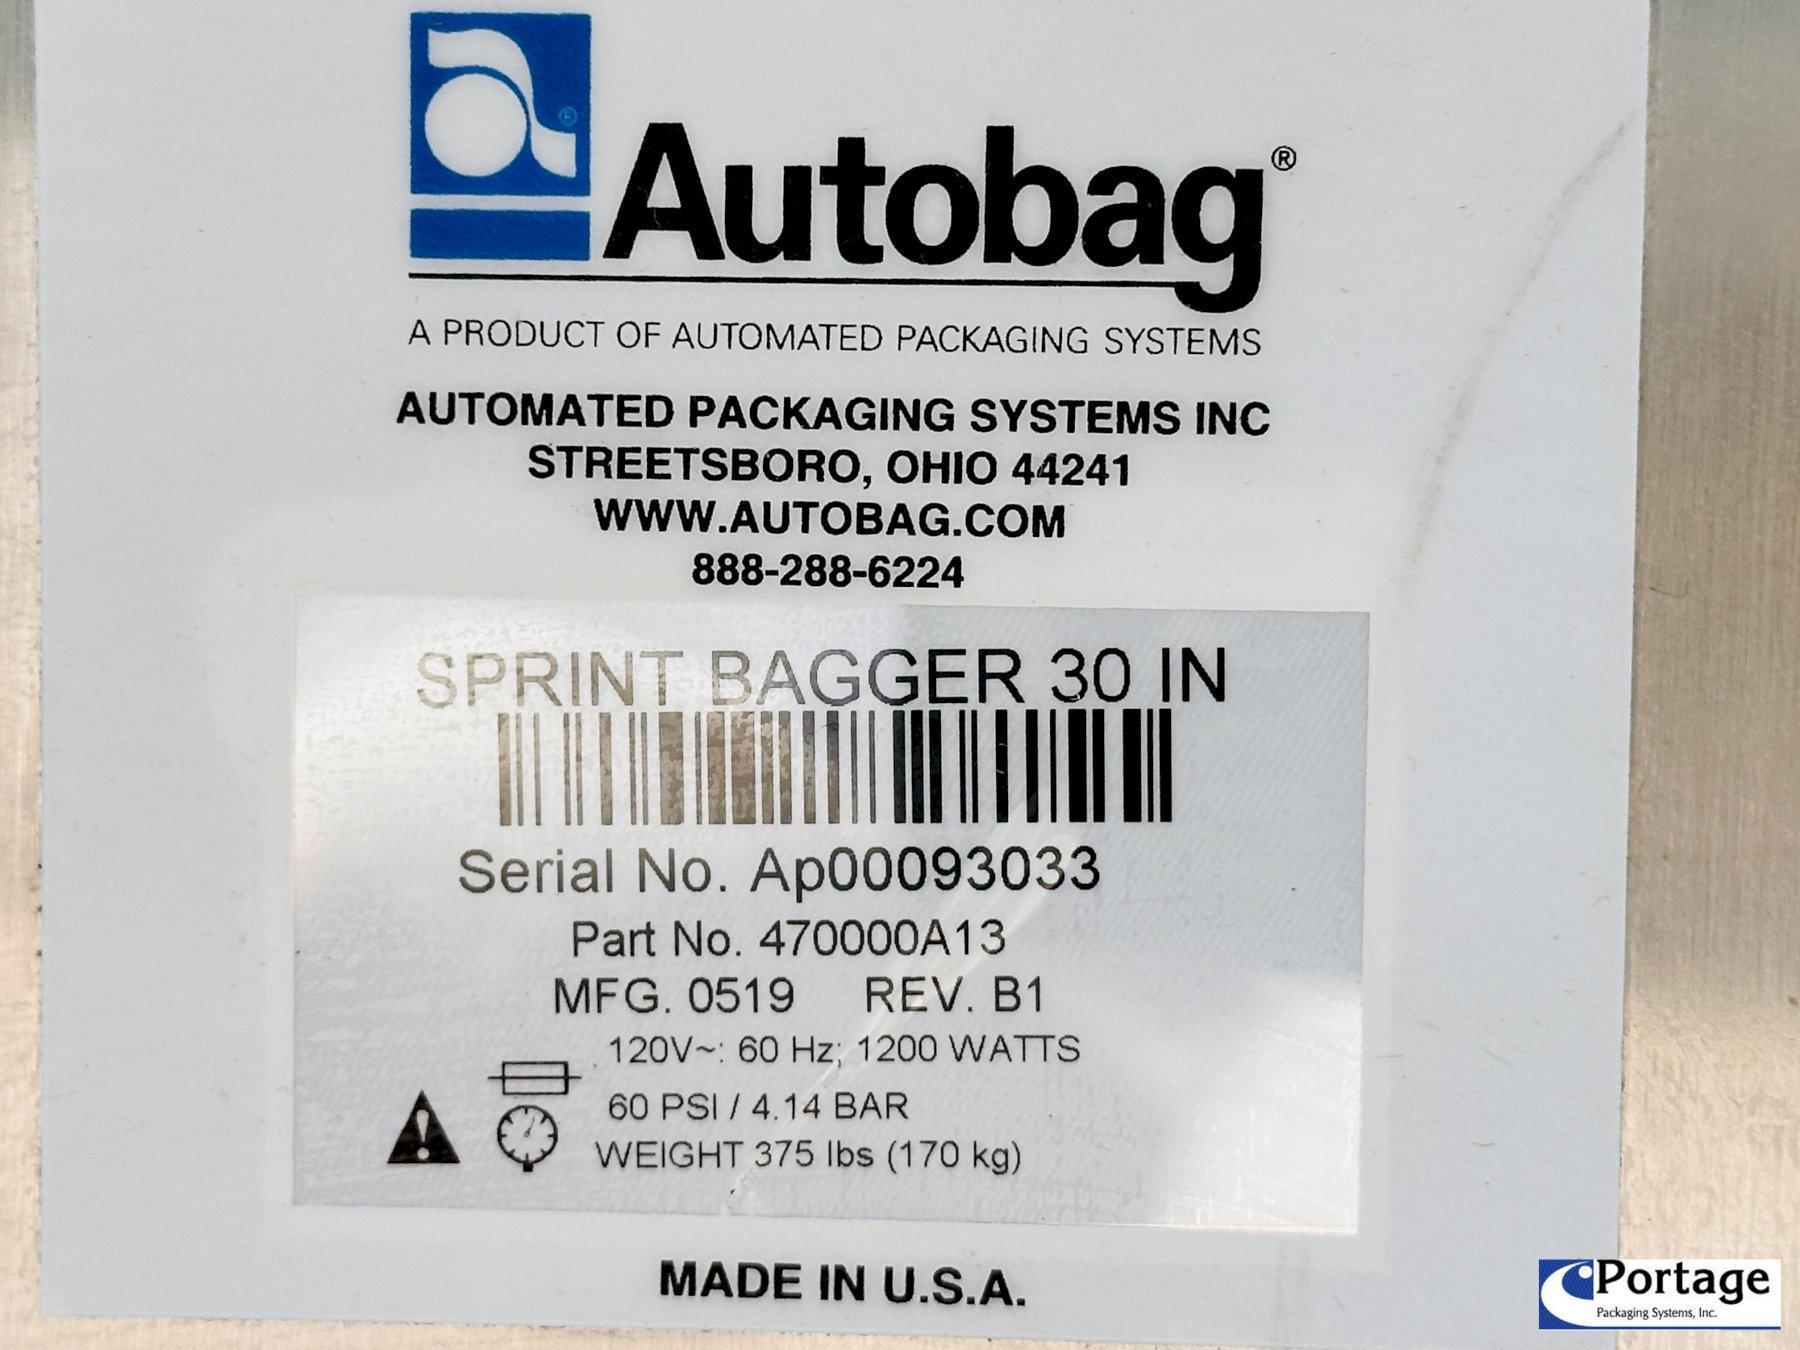 Autobag®
A PRODUCT OF AUTOMATED PACKAGING SYSTEMS
AUTOMATED PACKAGING SYSTEMS INC
STREETSBORO, OHIO 44241
WWW.AUTOBAG.COM
888-288-6224
SPRINT BAGGER 30 IN
Serial No. Ap00093033
Part No. 470000A13
MFG. 0519 REV. B1
120V~: 60 Hz; 1200 WATTS
60 PSI / 4.14 BAR
WEIGHT 375 lbs (170 kg)
MADE IN U.S.A.
Portage
Packaging Systems, Inc.